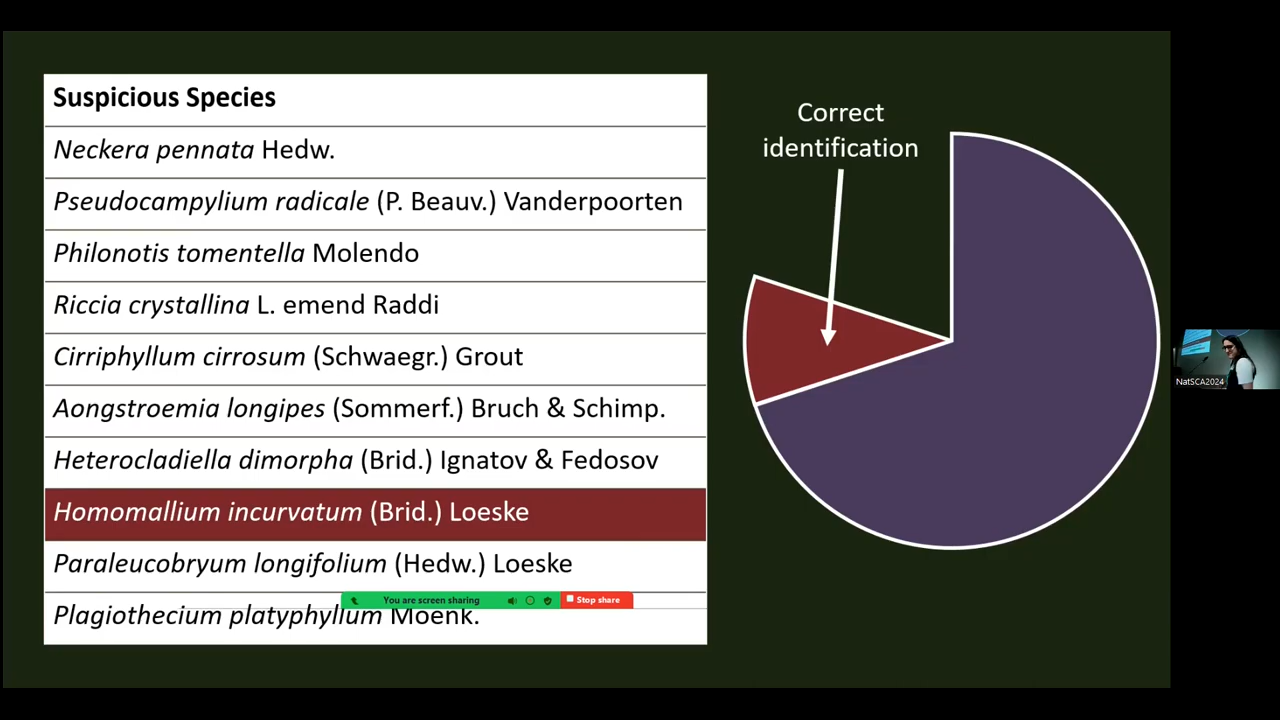 Suspicious Species
Neckera pennata Hedw.
Pseudocampylium radicale (P. Beauv.) Vanderpoorten
Philonotis tomentella Molendo
Riccia crystallina L. emend Raddi
Cirriphyllum cirrosum (Schwaegr.) Grout
Aongstroemia longipes (Sommerf.) Bruch & Schimp.
Heterocladiella dimorpha (Brid.) Ignatov & Fedosov
Homomallium incurvatum (Brid.) Loeske
Paraleucobryum longifolium (Hedw.) Loeske
Plagiothecium platyphyllum Moenk.
You are screen sharing
Stop share
Correct
identification
NatSCA2024